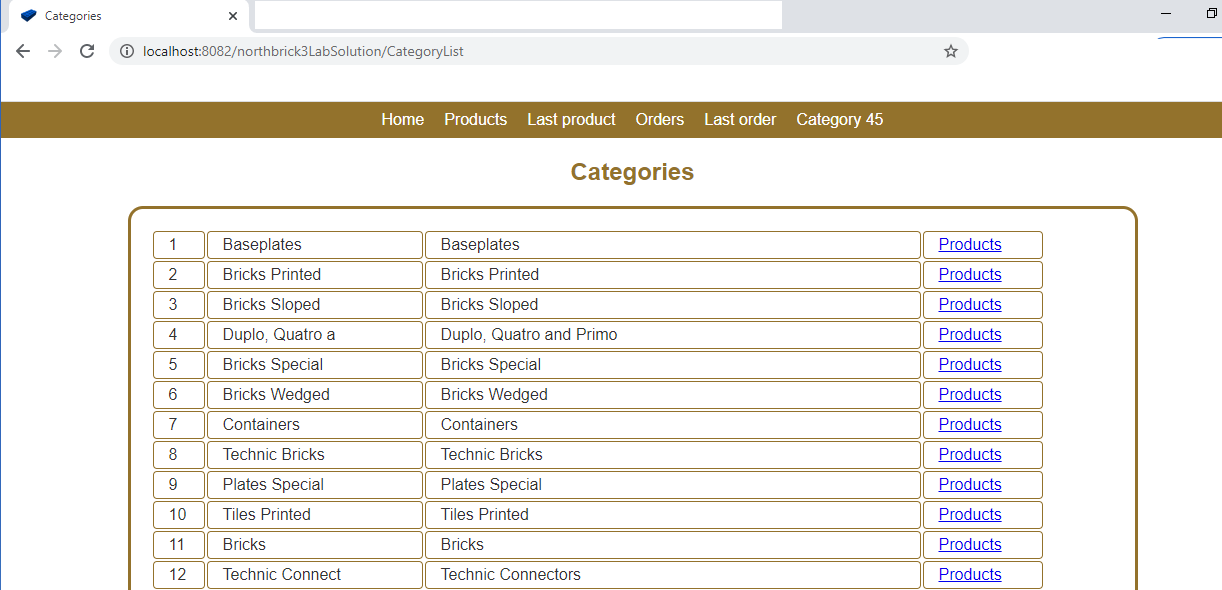 Categories
localhost:8082/northbrick3LabSolution/CategoryList
Home Products Last product Orders Last order Category 45
Categories
1 Baseplates Baseplates Products
2 Bricks Printed Bricks Printed Products
3 Bricks Sloped Bricks Sloped Products
4 Duplo, Quatro a Duplo, Quatro and Primo Products
5 Bricks Special Bricks Special Products
6 Bricks Wedged Bricks Wedged Products
7 Containers Containers Products
8 Technic Bricks Technic Bricks Products
9 Plates Special Plates Special Products
10 Tiles Printed Tiles Printed Products
11 Bricks Bricks Products
12 Technic Connect Technic Connectors Products